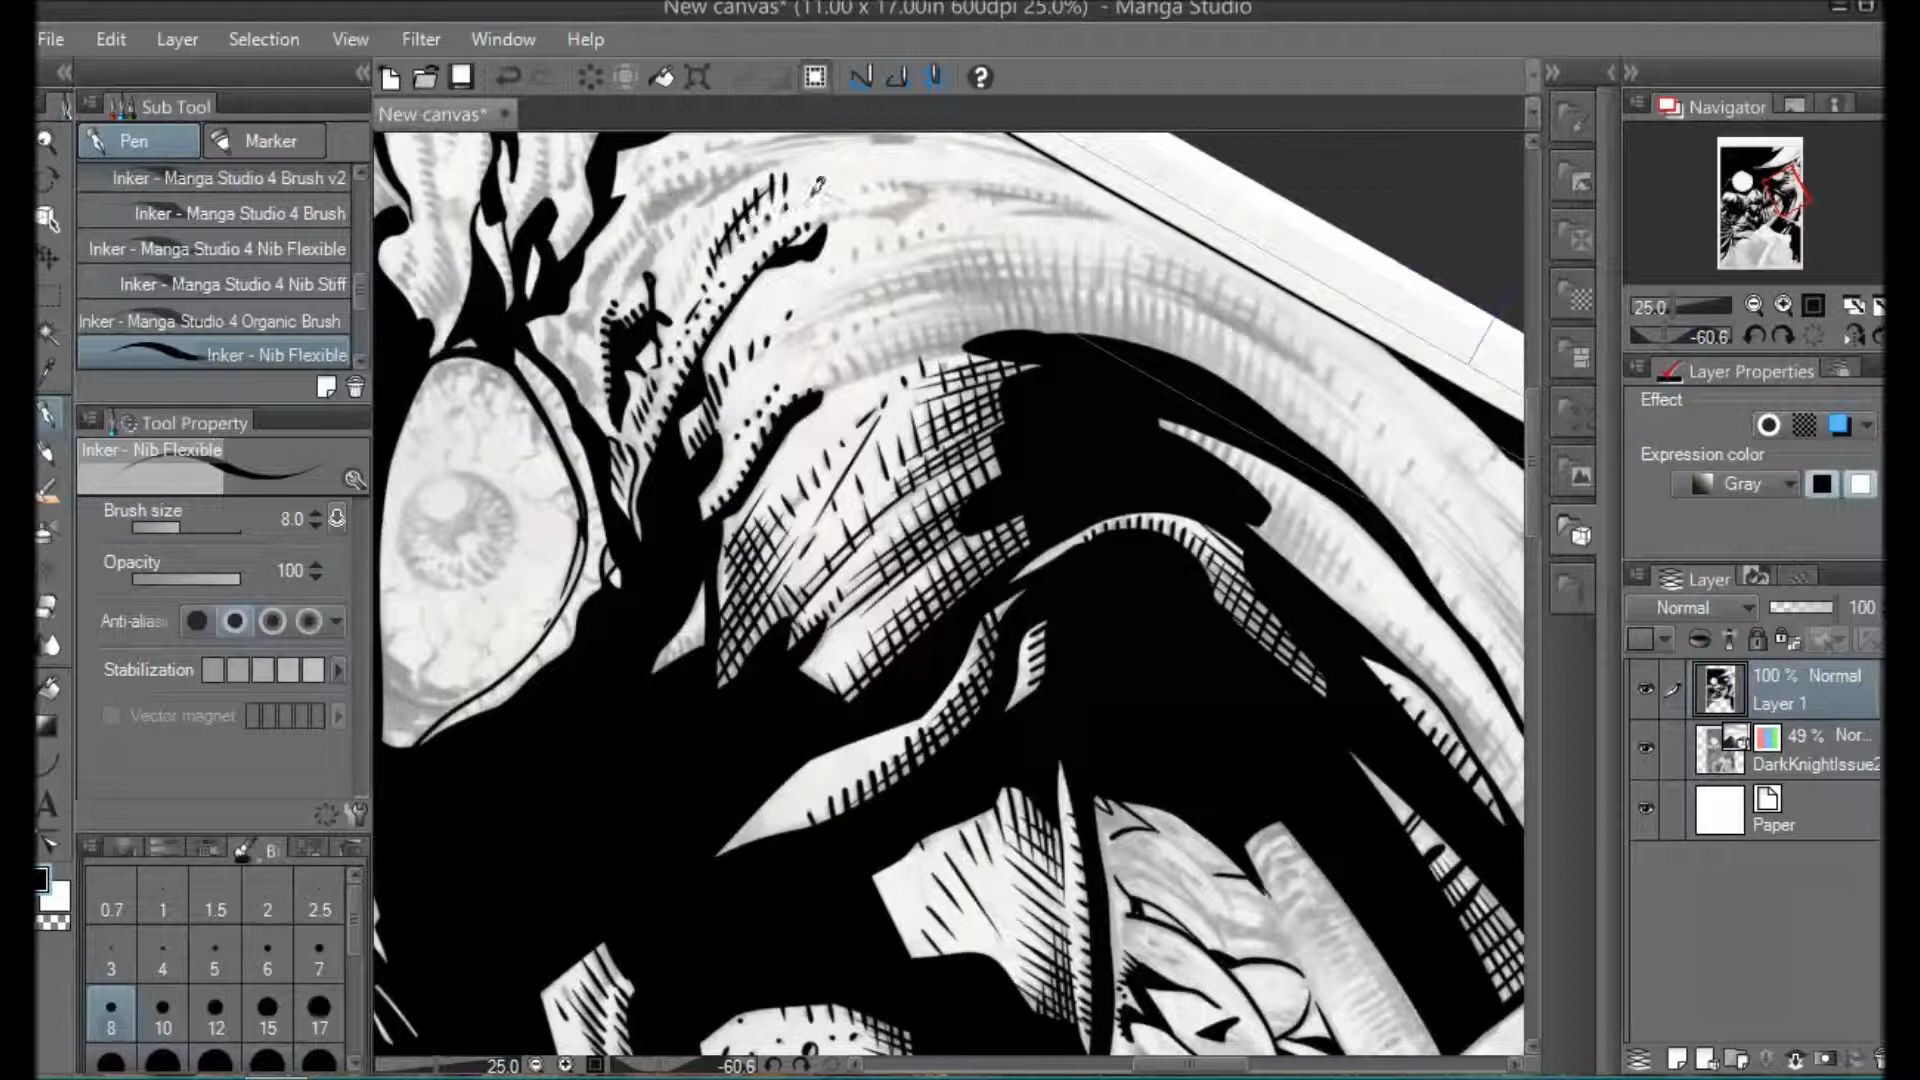 New canvas* (11.00 x 17.00in 600dpi 25.0%) - Manga Studio
File Edit Layer Selection View Filter Window Help
Sub Tool
Pen Marker
Inker - Manga Studio 4 Brush v2
Inker - Manga Studio 4 Brush
Inker - Manga Studio 4 Nib Flexible
Inker - Manga Studio 4 Nib Stiff
Inker - Manga Studio 4 Organic Brush
Inker - Nib Flexible
Tool Property
Inker - Nib Flexible
Brush size 8.0
Opacity 100
Anti-alias
Stabilization
Vector magnet
0.7 1 1.5 2 2.5
3 4 5 6 7
8 10 12 15 17
New canvas*
25.0 -60.6
Navigator
25.0
-60.6
Layer Properties
Effect
Expression color
Gray
Layer
Normal 100
100 % Normal
Layer 1
49 % Nor...
DarkKnightIssue2
Paper